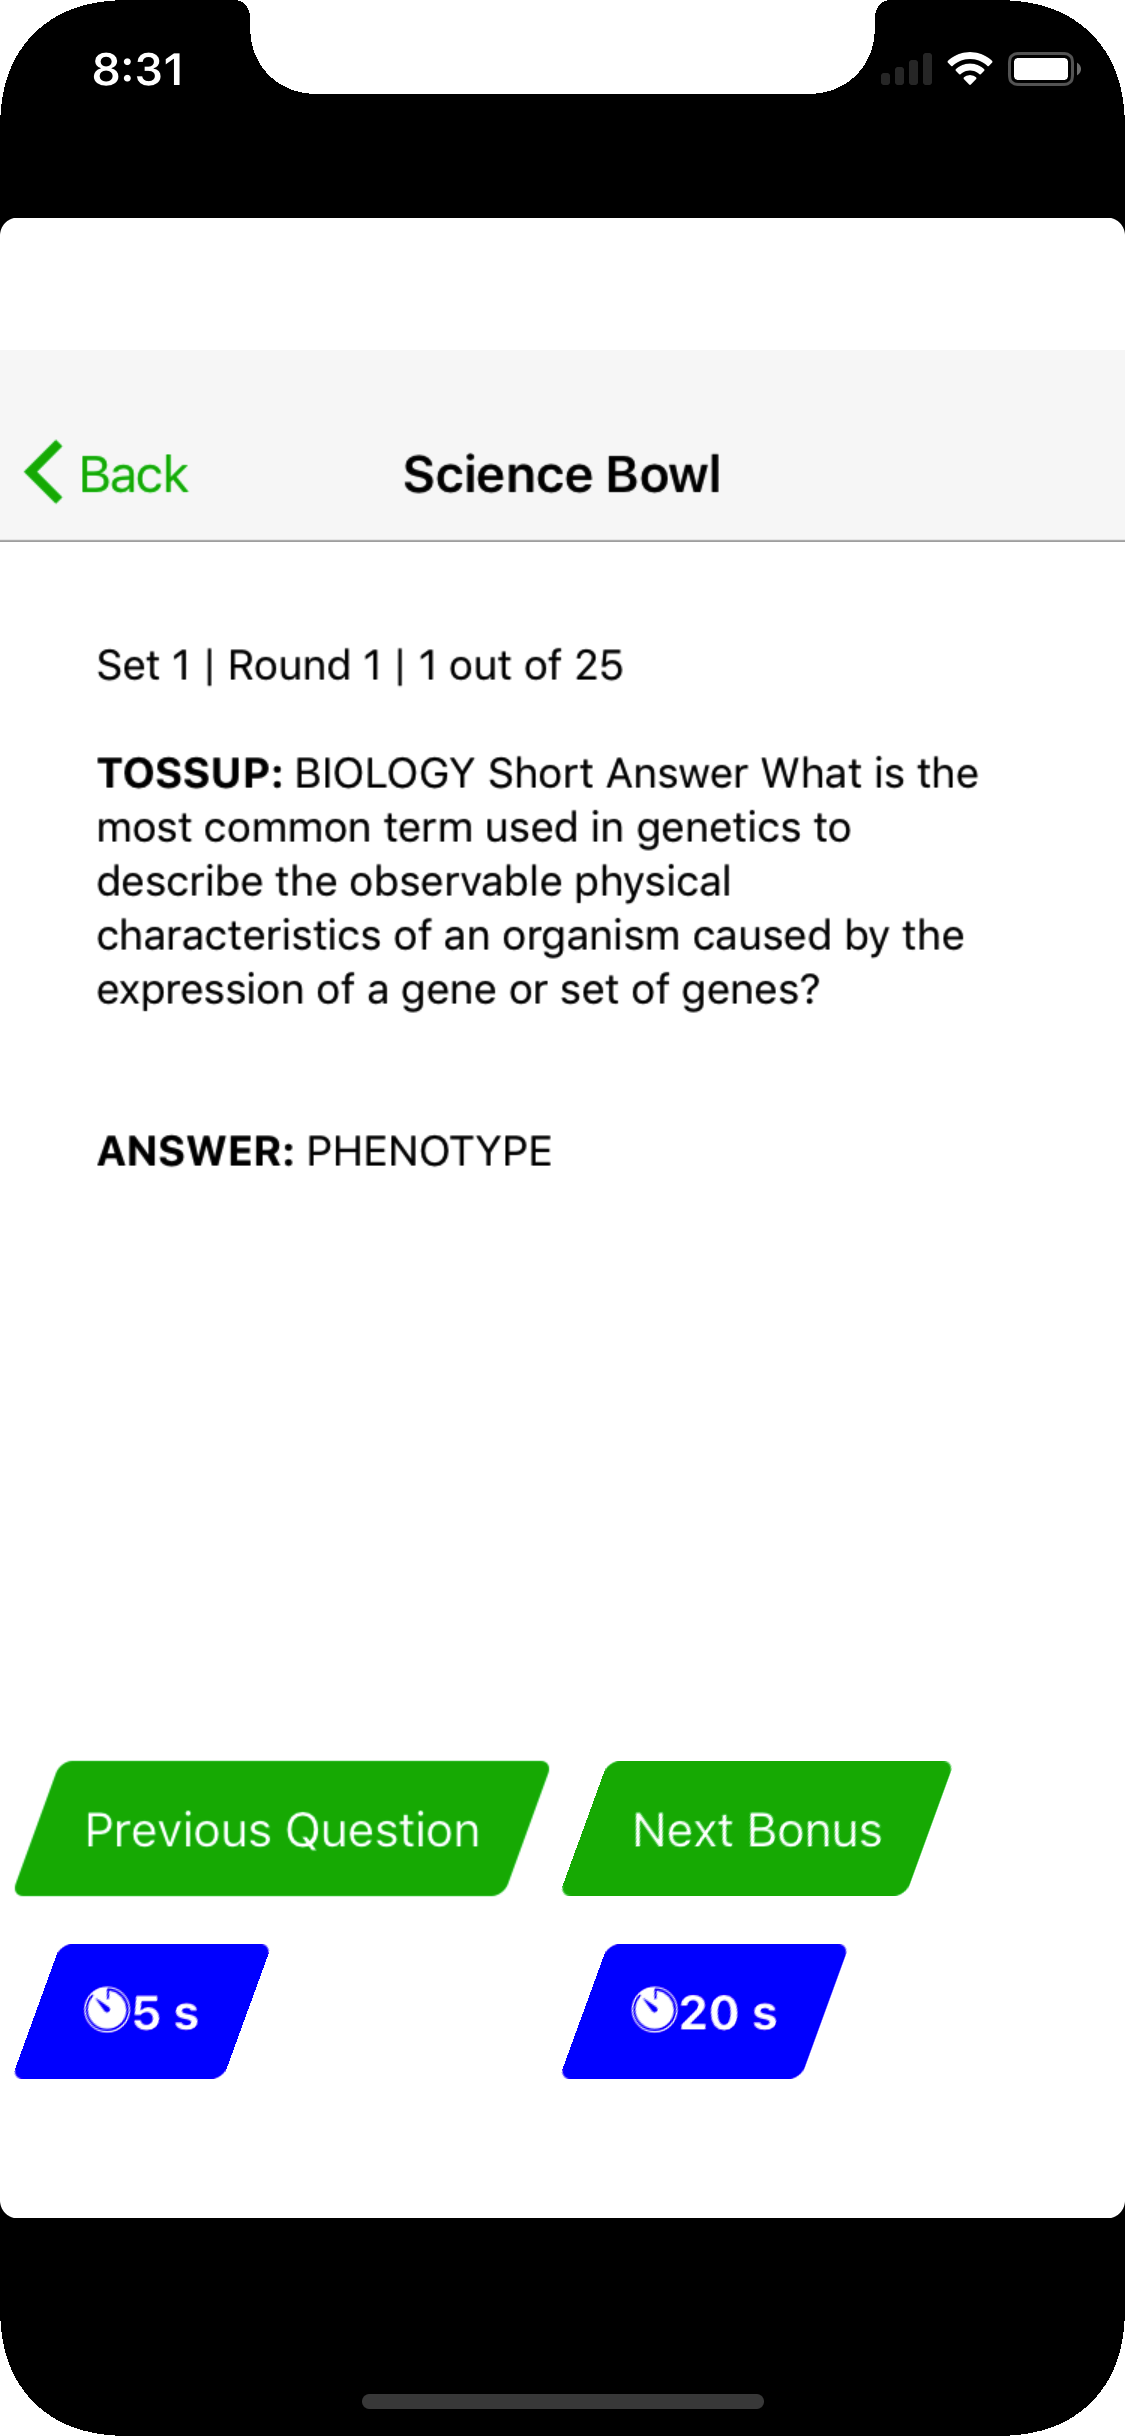 8:31
Back
Science Bowl
Set 1 | Round 1 | 1 out of 25
TOSSUP: BIOLOGY Short Answer What is the
most common term used in genetics to
describe the observable physical
characteristics of an organism caused by the
expression of a gene or set of genes?
ANSWER: PHENOTYPE
Previous Question
Next Bonus
5 s
20 s